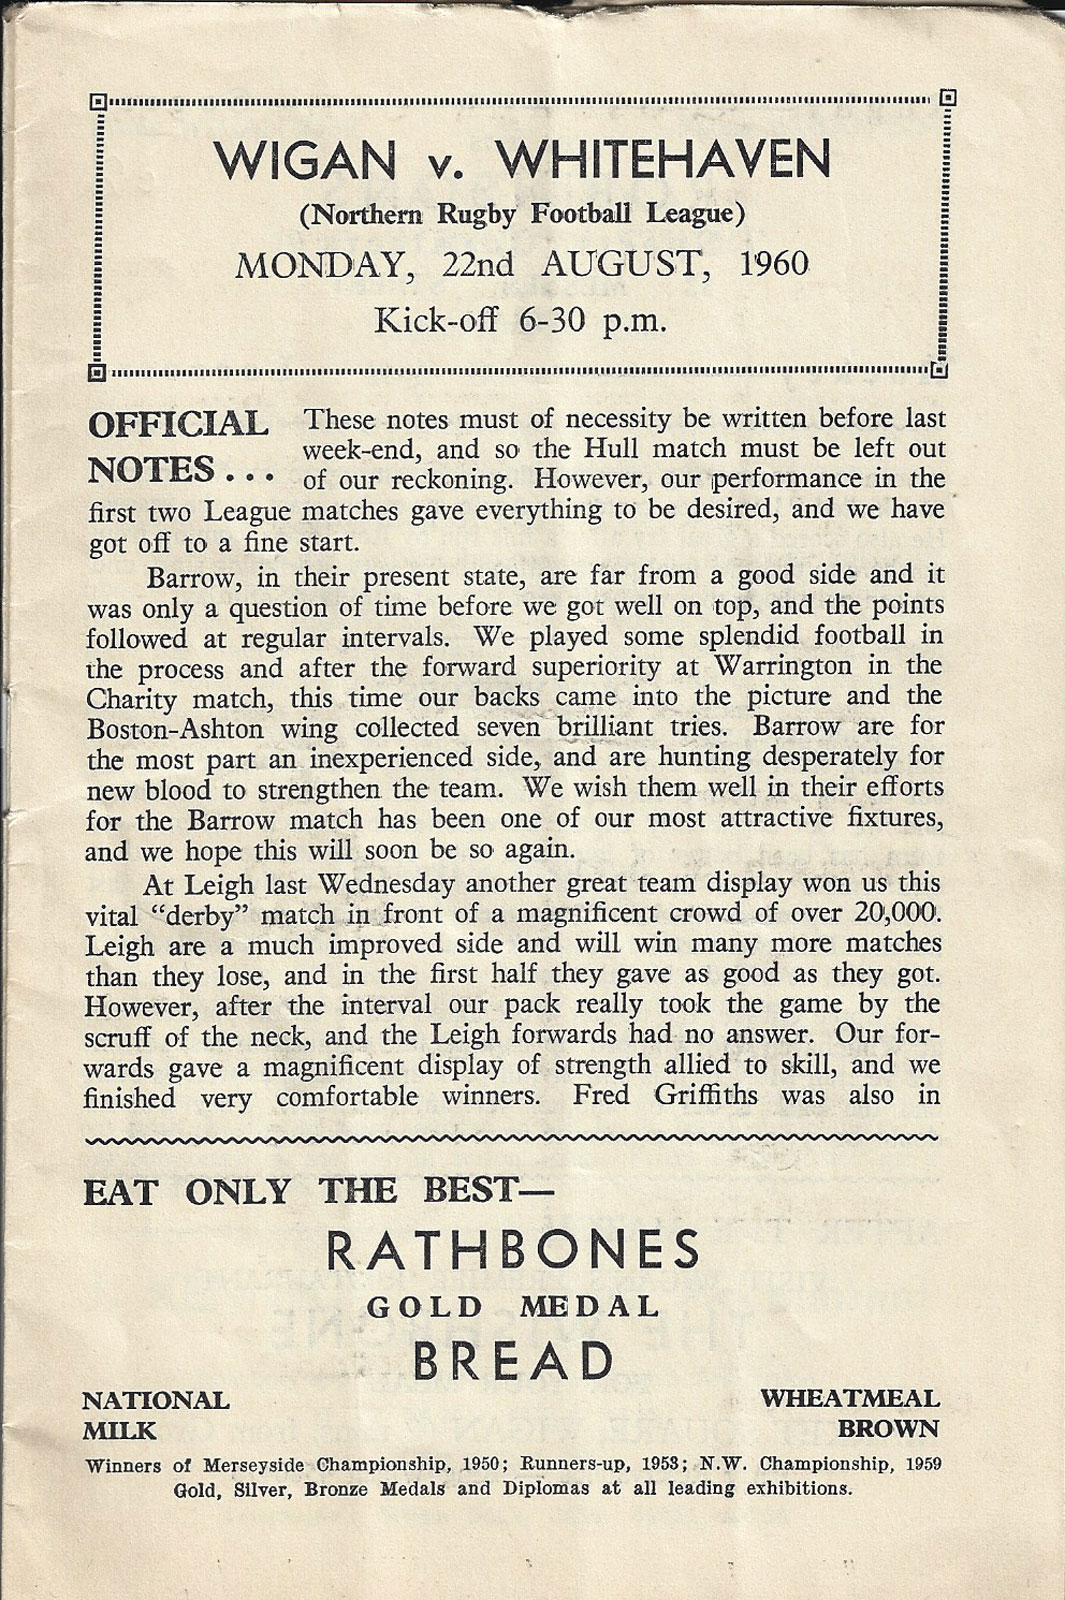 WIGAN v. WHITEHAVEN
(Northern Rugby Football League)
MONDAY, 22nd AUGUST, 1960
Kick-off 6-30 p.m.
OFFICIAL
NOTES...
These notes must of necessity be written before last
week-end, and so the Hull match must be left out
of our reckoning. However, our performance in the
first two League matches gave everything to be desired, and we have
got off to a fine start.
Barrow, in their present state, are far from a good side and it
was only a question of time before we got well on top, and the points
followed at regular intervals. We played some splendid football in
the process and after the forward superiority at Warrington in the
Charity match, this time our backs came into the picture and the
Boston-Ashton wing collected seven brilliant tries. Barrow are for
the most part an inexperienced side, and are hunting desperately for
new blood to strengthen the team. We wish them well in their efforts
for the Barrow match has been one of our most attractive fixtures,
and we hope this will soon be so again.
At Leigh last Wednesday another great team display won us this
vital "derby" match in front of a magnificent crowd of over 20,000.
Leigh are a much improved side and will win many more matches
than they lose, and in the first half they gave as good as they got.
However, after the interval our pack really took the game by the
scruff of the neck, and the Leigh forwards had no answer. Our for-
wards gave a magnificent display of strength allied to skill, and we
finished very comfortable winners. Fred Griffiths was also in
EAT ONLY THE BEST—
RATHBONES
GOLD MEDAL
BREAD
NATIONAL
MILK
WHEATMEAL
BROWN
Winners of Merseyside Championship, 1950; Runners-up, 1953; N.W. Championship, 1959
Gold, Silver, Bronze Medals and Diplomas at all leading exhibitions.